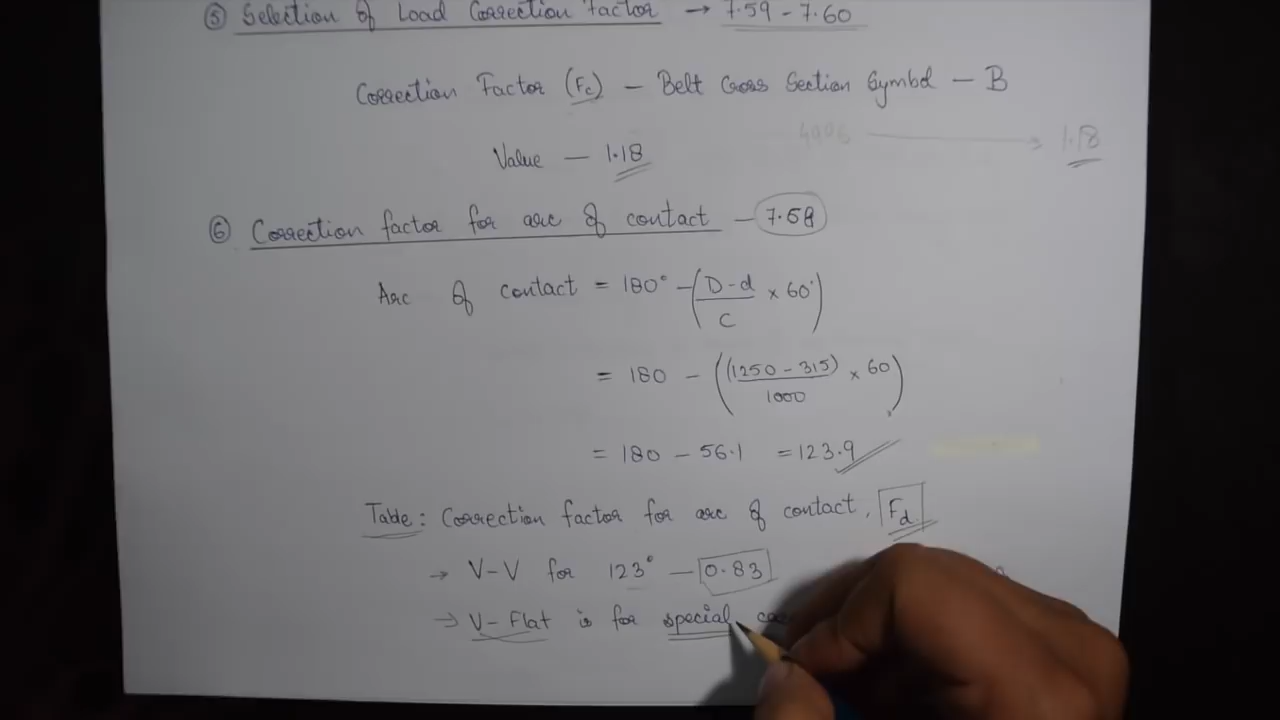 ⑤ Selection of Load Correction Factor → 7.59 - 7.60
Correction Factor (Fc) - Belt Cross Section Symbol - B
Value - 1.18
1.18
⑥ Correction factor for arc of contact - 7.58
Arc of contact = 180° - (D-d/C × 60°)
= 180 - ((1250 - 315)/1000 × 60)
= 180 - 56.1 = 123.9
Table: Correction factor for arc of contact, Fd
→ V-V for 123° - 0.83
→ V-Flat is for special